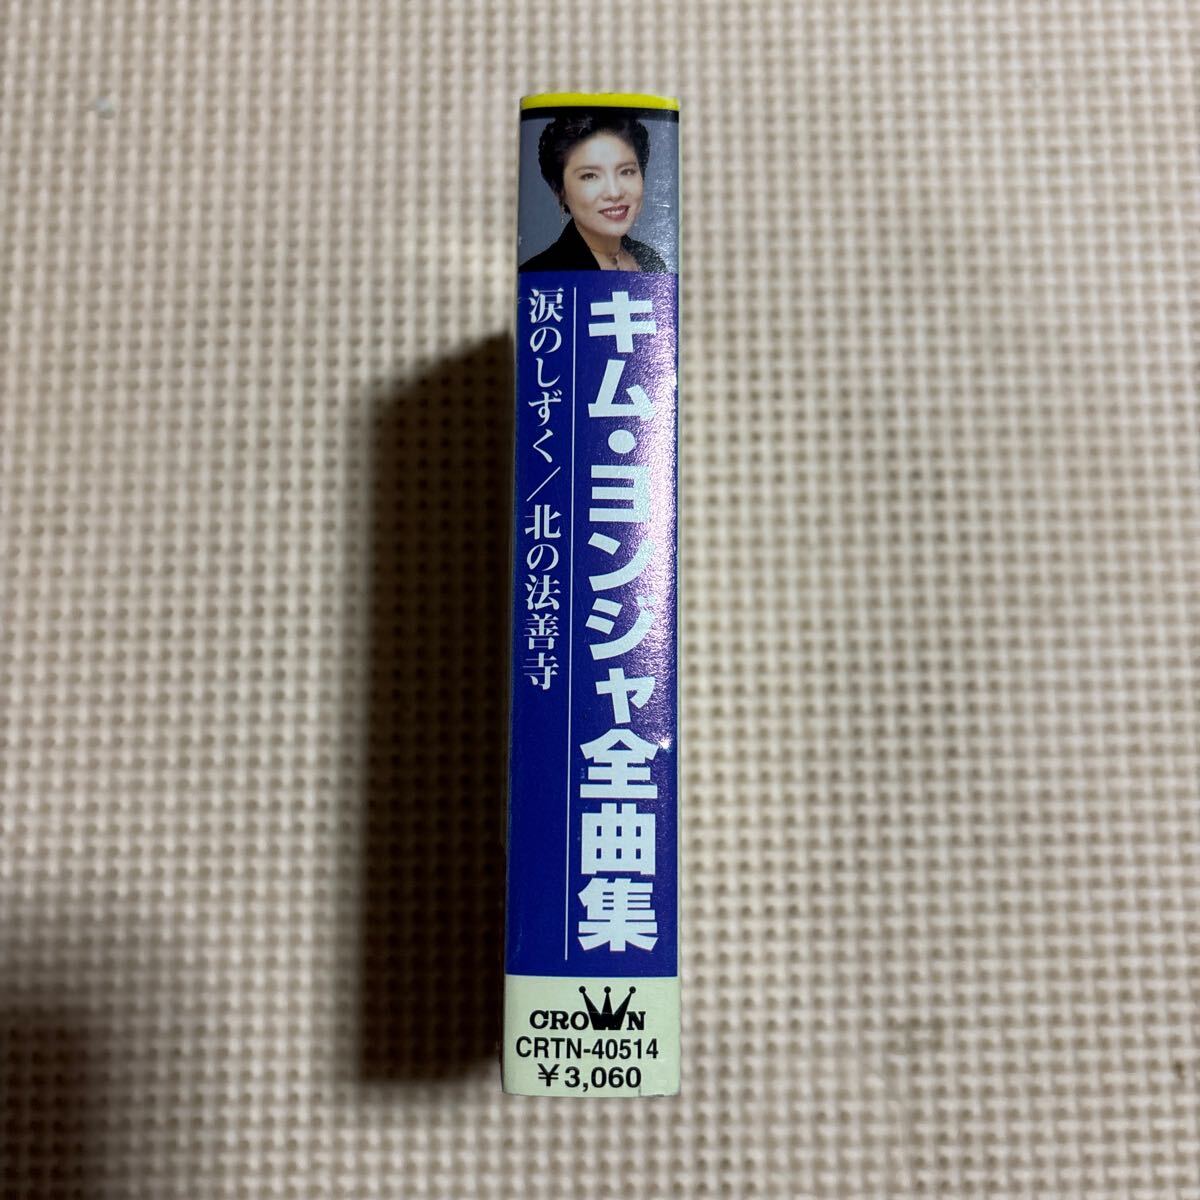 キム・ヨンジャ全曲集
涙のしずく／北の法善寺
CROWN
CRTN-40514
￥3,060